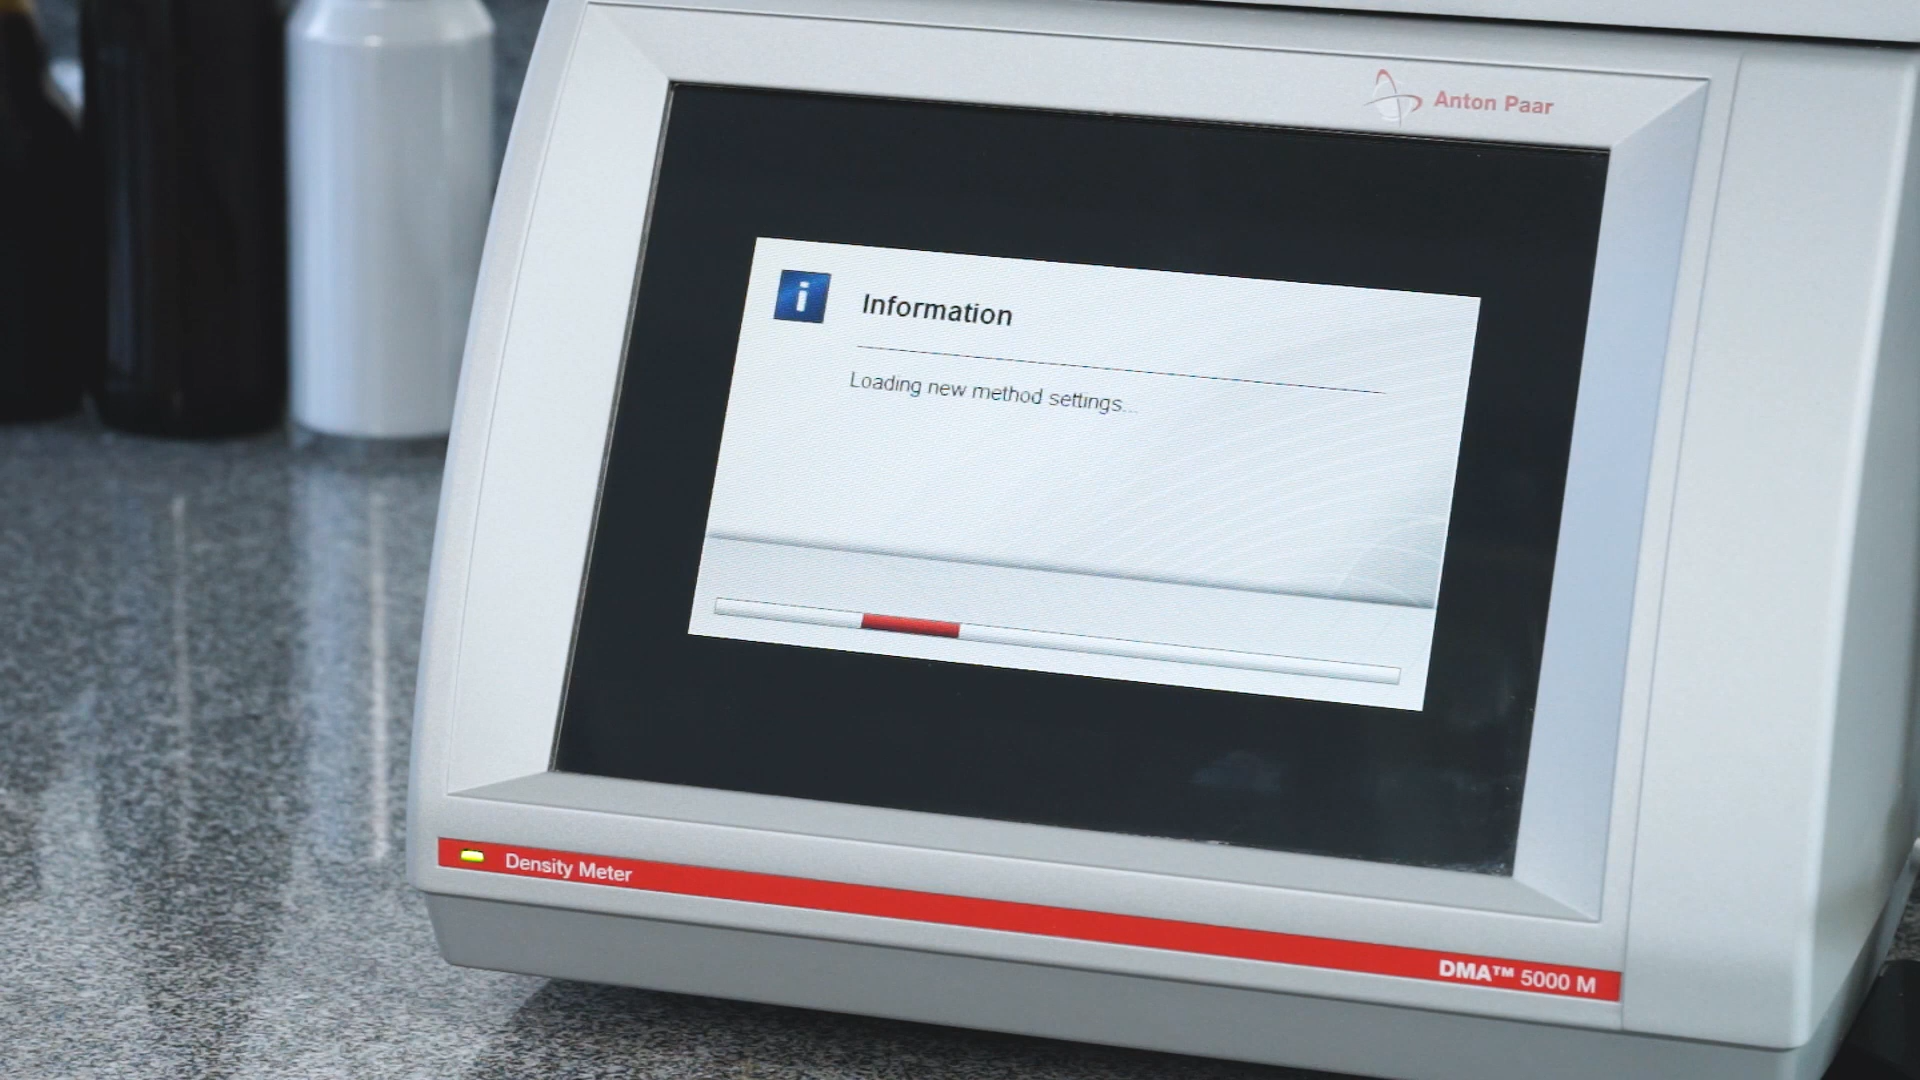 Anton Paar
i
Information
Loading new method settings...
Density Meter
DMA™ 5000 M